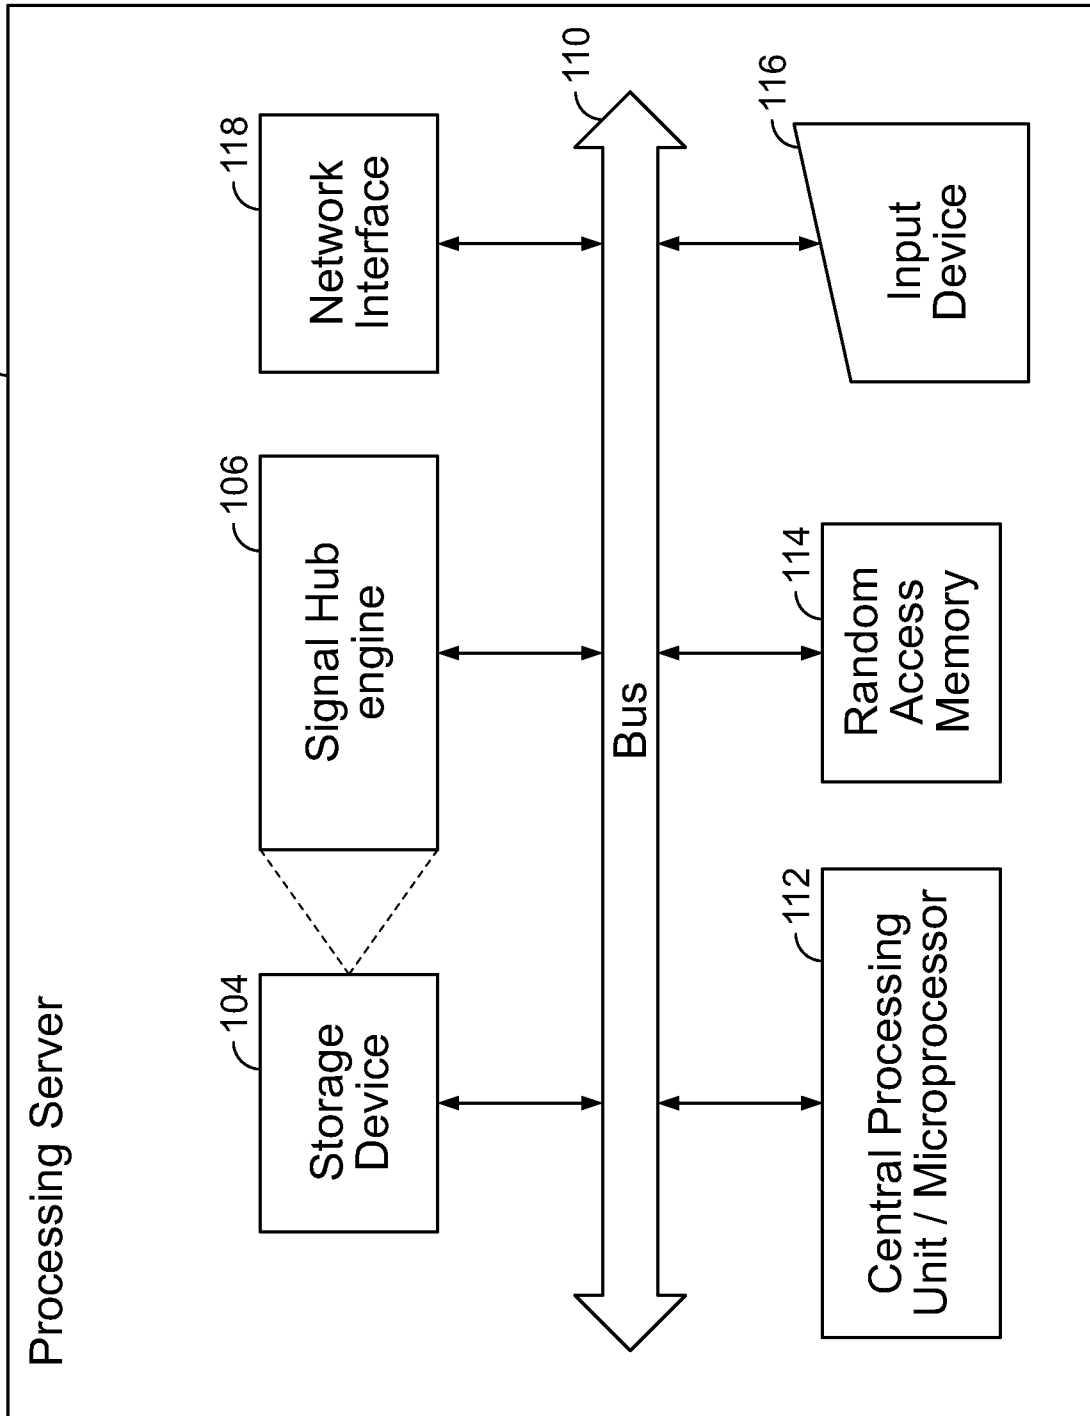 Processing Server
104
Storage
Device
106
Signal Hub
engine
118
Network
Interface
110
Bus
112
Central Processing
Unit / Microprocessor
114
Random
Access
Memory
116
Input
Device